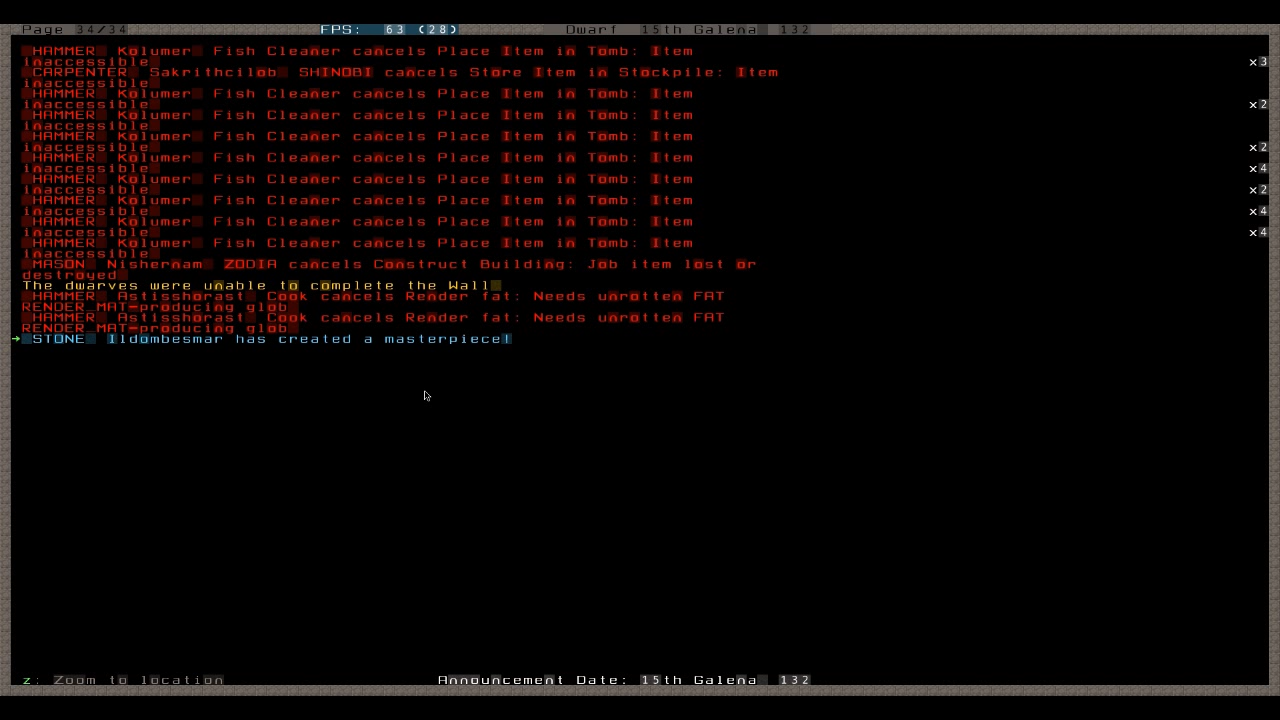 Page 34/34 FPS: 63 (28) Dwarf 15th Galena 132
HAMMER Kolumer Fish Cleaner cancels Place Item in Tomb: Item
inaccessible x3
CARPENTER Sakrithcilob SHINOBI cancels Store Item in Stockpile: Item
inaccessible
HAMMER Kolumer Fish Cleaner cancels Place Item in Tomb: Item
inaccessible x2
HAMMER Kolumer Fish Cleaner cancels Place Item in Tomb: Item
inaccessible
HAMMER Kolumer Fish Cleaner cancels Place Item in Tomb: Item
inaccessible x2
HAMMER Kolumer Fish Cleaner cancels Place Item in Tomb: Item
inaccessible x4
HAMMER Kolumer Fish Cleaner cancels Place Item in Tomb: Item
inaccessible x2
HAMMER Kolumer Fish Cleaner cancels Place Item in Tomb: Item
inaccessible x4
HAMMER Kolumer Fish Cleaner cancels Place Item in Tomb: Item
inaccessible x4
HAMMER Kolumer Fish Cleaner cancels Place Item in Tomb: Item
inaccessible
MASON Nishernam ZODIA cancels Construct Building: Job item lost or
destroyed
The dwarves were unable to complete the Wall
HAMMER Astisshorast Cook cancels Render fat: Needs unrotten FAT
RENDER_MAT-producing glob
HAMMER Astisshorast Cook cancels Render fat: Needs unrotten FAT
RENDER_MAT-producing glob
STONE Ildombesmar has created a masterpiece!
z: Zoom to location Announcement Date: 15th Galena 132